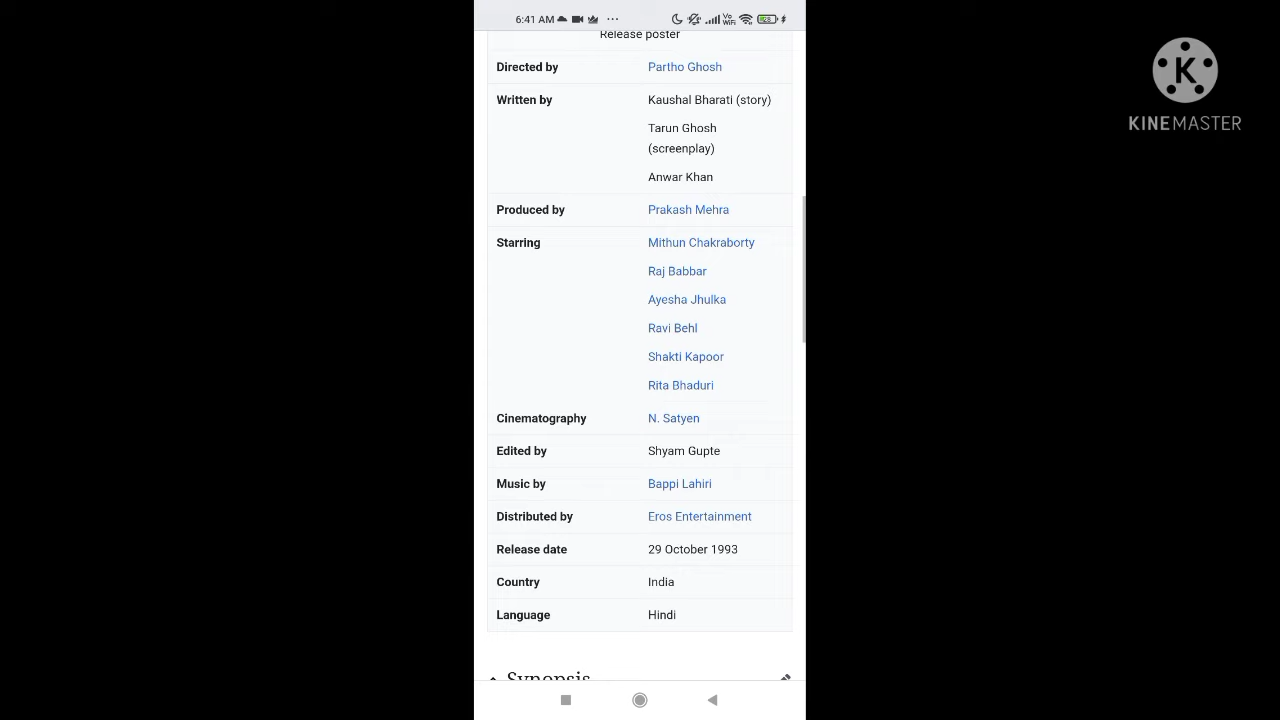 6:41 AM
Release poster
Directed by Partho Ghosh
Written by Kaushal Bharati (story)
Tarun Ghosh
(screenplay)
Anwar Khan
Produced by Prakash Mehra
Starring Mithun Chakraborty
Raj Babbar
Ayesha Jhulka
Ravi Behl
Shakti Kapoor
Rita Bhaduri
Cinematography N. Satyen
Edited by Shyam Gupte
Music by Bappi Lahiri
Distributed by Eros Entertainment
Release date 29 October 1993
Country India
Language Hindi
Synopsis
K
KINEMASTER